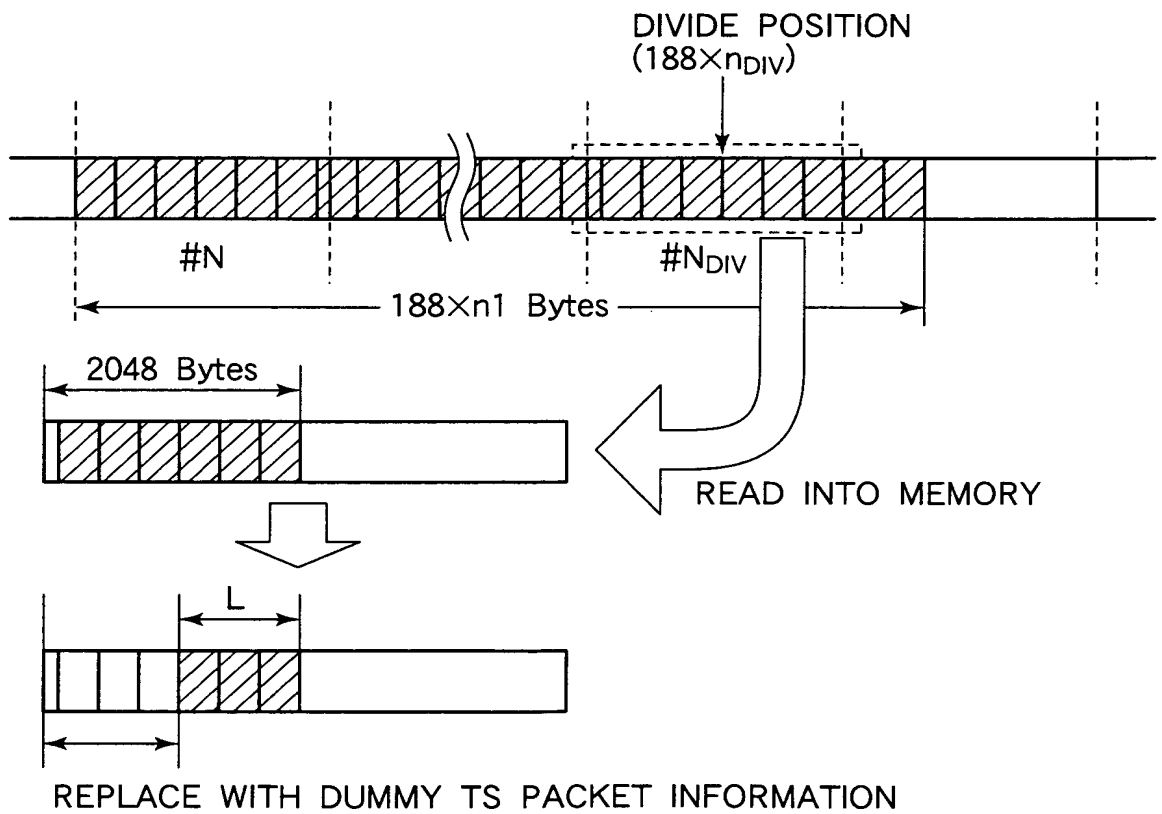 DIVIDE POSITION
(188×nDIV)
#N
#NDIV
188×n1 Bytes
2048 Bytes
READ INTO MEMORY
L
REPLACE WITH DUMMY TS PACKET INFORMATION